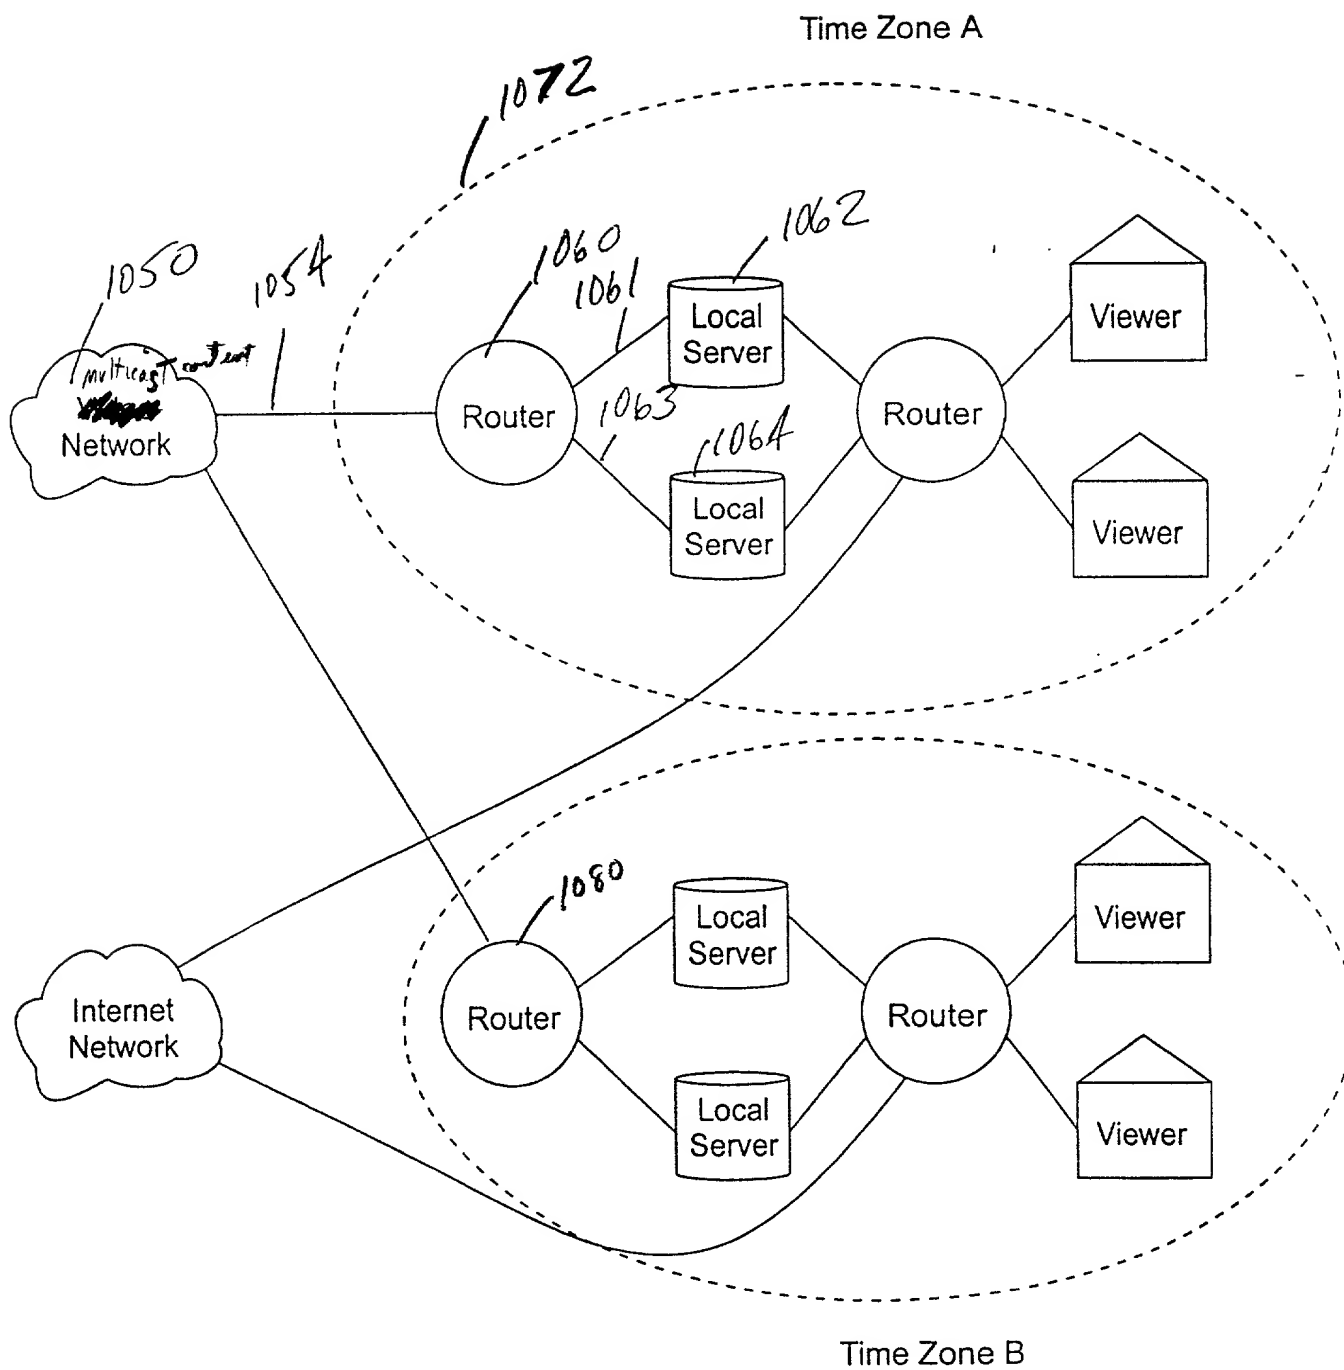 Time Zone A
1072
1062
1060
1050
1054
1061
Local
Server
Viewer
multicast content
Network
Router
1063
Router
1064
Local
Server
Viewer
1080
Local
Server
Viewer
Internet
Network
Router
Router
Local
Server
Viewer
Time Zone B